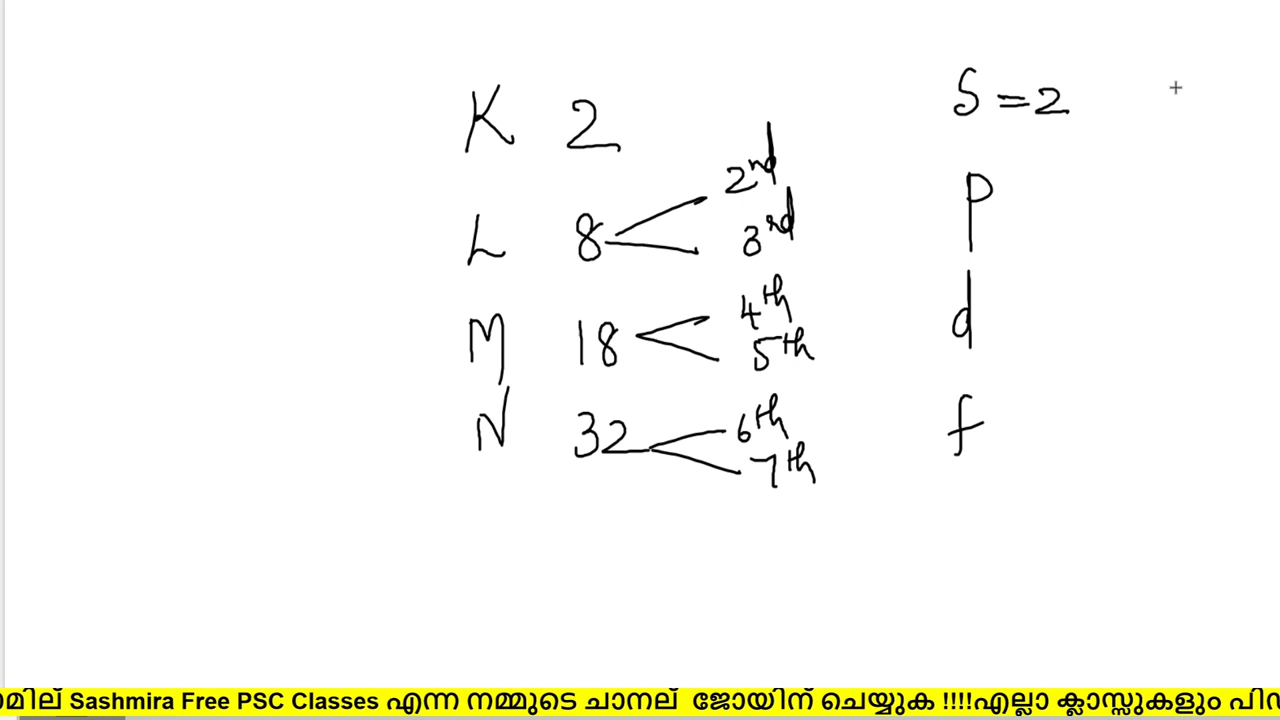 K 2
L 8 2nd
3rd
M 18 4th
5th
N 32 6th
7th
S = 2
p
d
f
Sashmira Free PSC Classes എന്ന നമ്മുടെ ചാനല് ജോയിന് ചെയ്യുക !!!!എല്ലാ ക്ലാസ്സുകളും